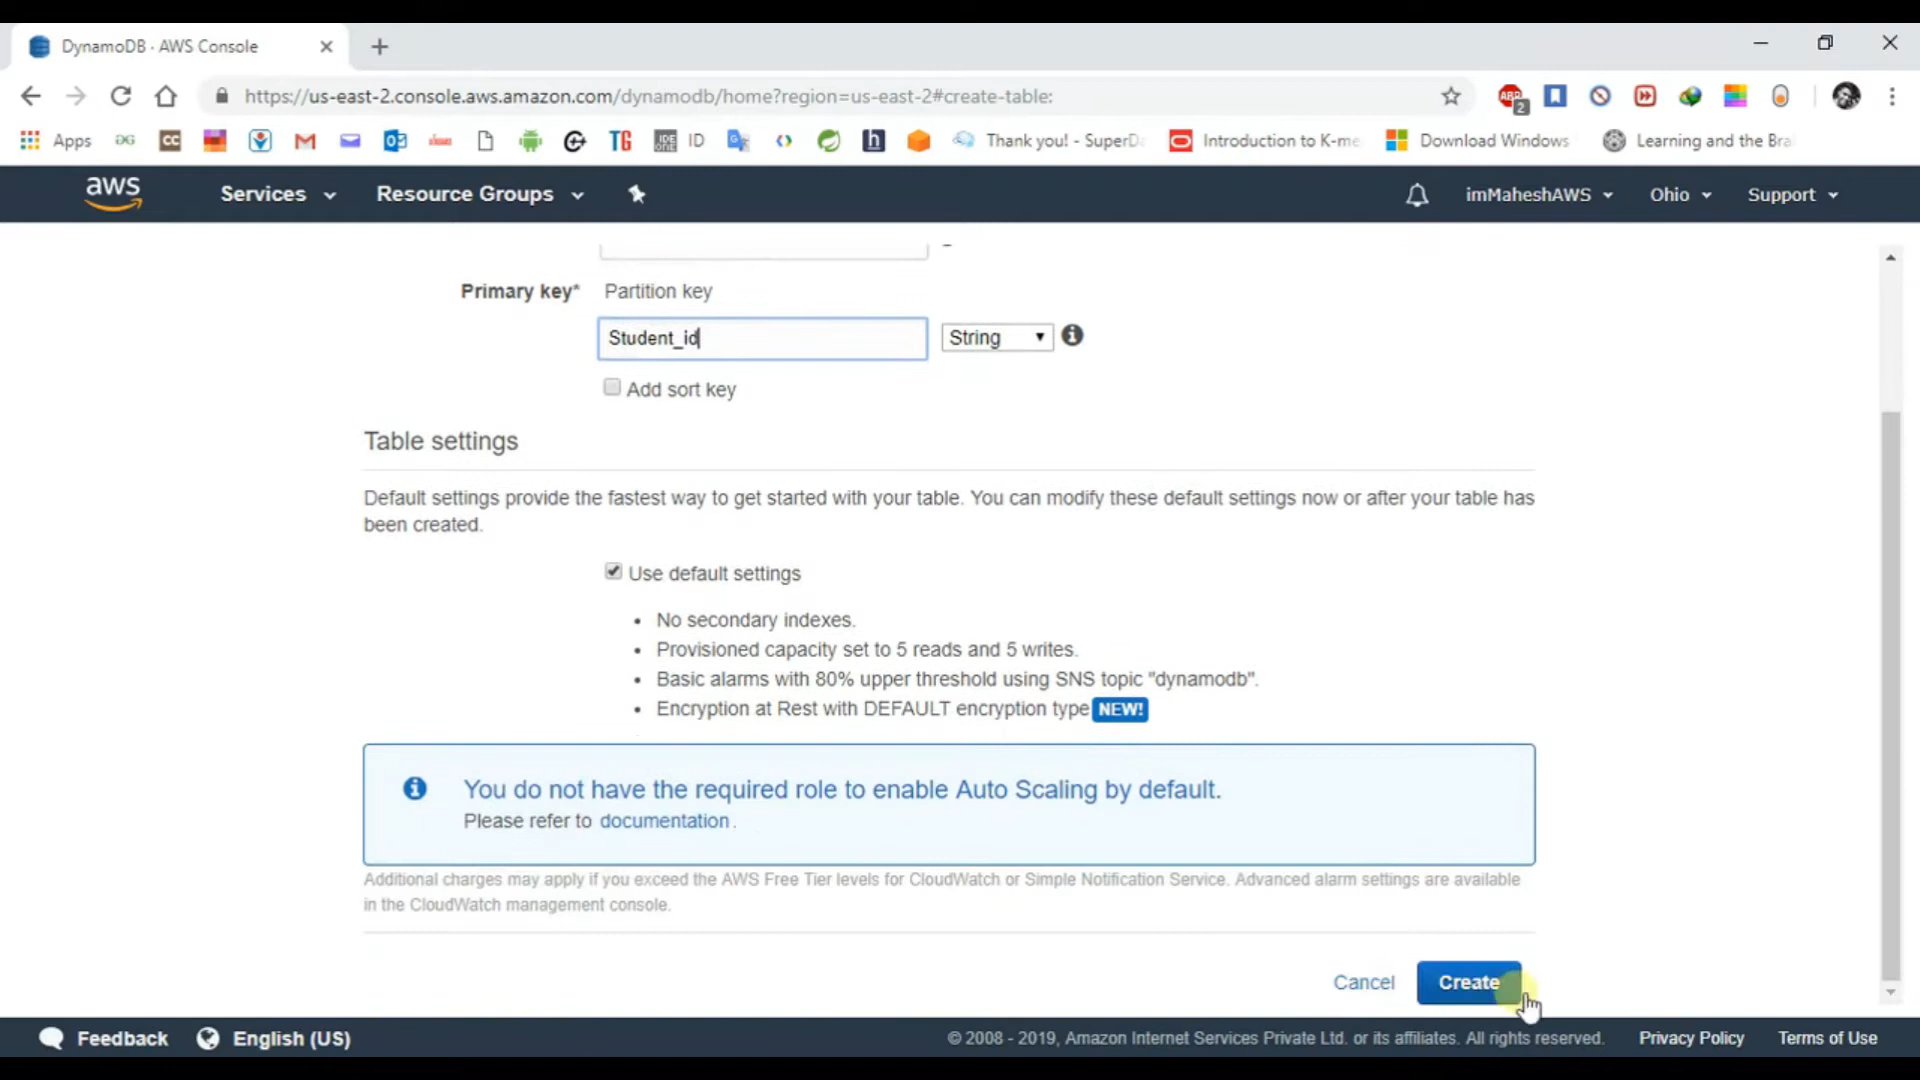 DynamoDB · AWS Console
https://us-east-2.console.aws.amazon.com/dynamodb/home?region=us-east-2#create-table:
ABP
2
Apps
CC
TG
IDE ONE
ID
h
Thank you! - SuperDa
Introduction to K-me
Download Windows
Learning and the Bra
aws
Services
Resource Groups
imMaheshAWS
Ohio
Support
Primary key*
Partition key
Student_id
String
Add sort key
Table settings
Default settings provide the fastest way to get started with your table. You can modify these default settings now or after your table has
been created.
Use default settings
• No secondary indexes.
• Provisioned capacity set to 5 reads and 5 writes.
• Basic alarms with 80% upper threshold using SNS topic "dynamodb".
• Encryption at Rest with DEFAULT encryption type NEW!
You do not have the required role to enable Auto Scaling by default.
Please refer to documentation.
Additional charges may apply if you exceed the AWS Free Tier levels for CloudWatch or Simple Notification Service. Advanced alarm settings are available
in the CloudWatch management console.
Cancel
Create
Feedback
English (US)
© 2008 - 2019, Amazon Internet Services Private Ltd. or its affiliates. All rights reserved.
Privacy Policy
Terms of Use